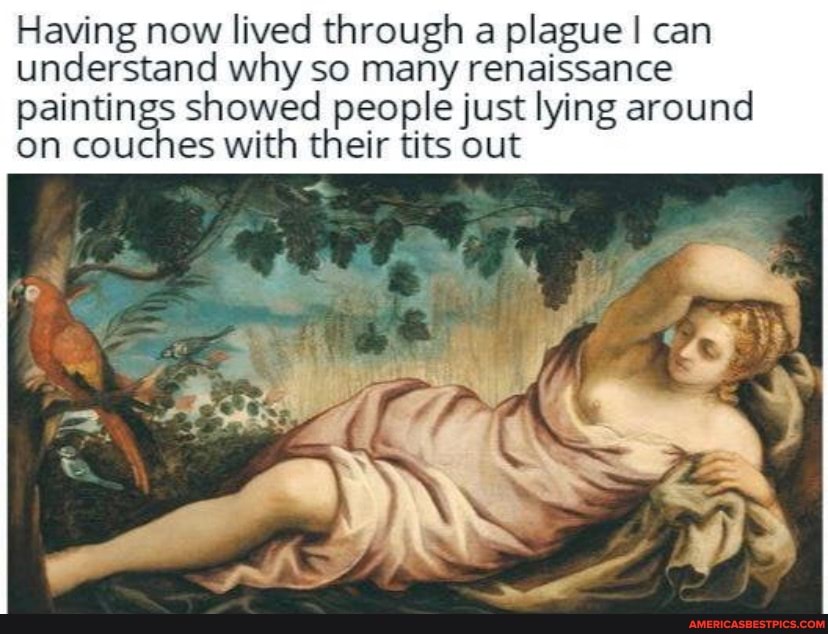 Having now lived through a plague I can
understand why so many renaissance
paintings showed people just lying around
on couches with their tits out
AMERICASBESTPICS.COM